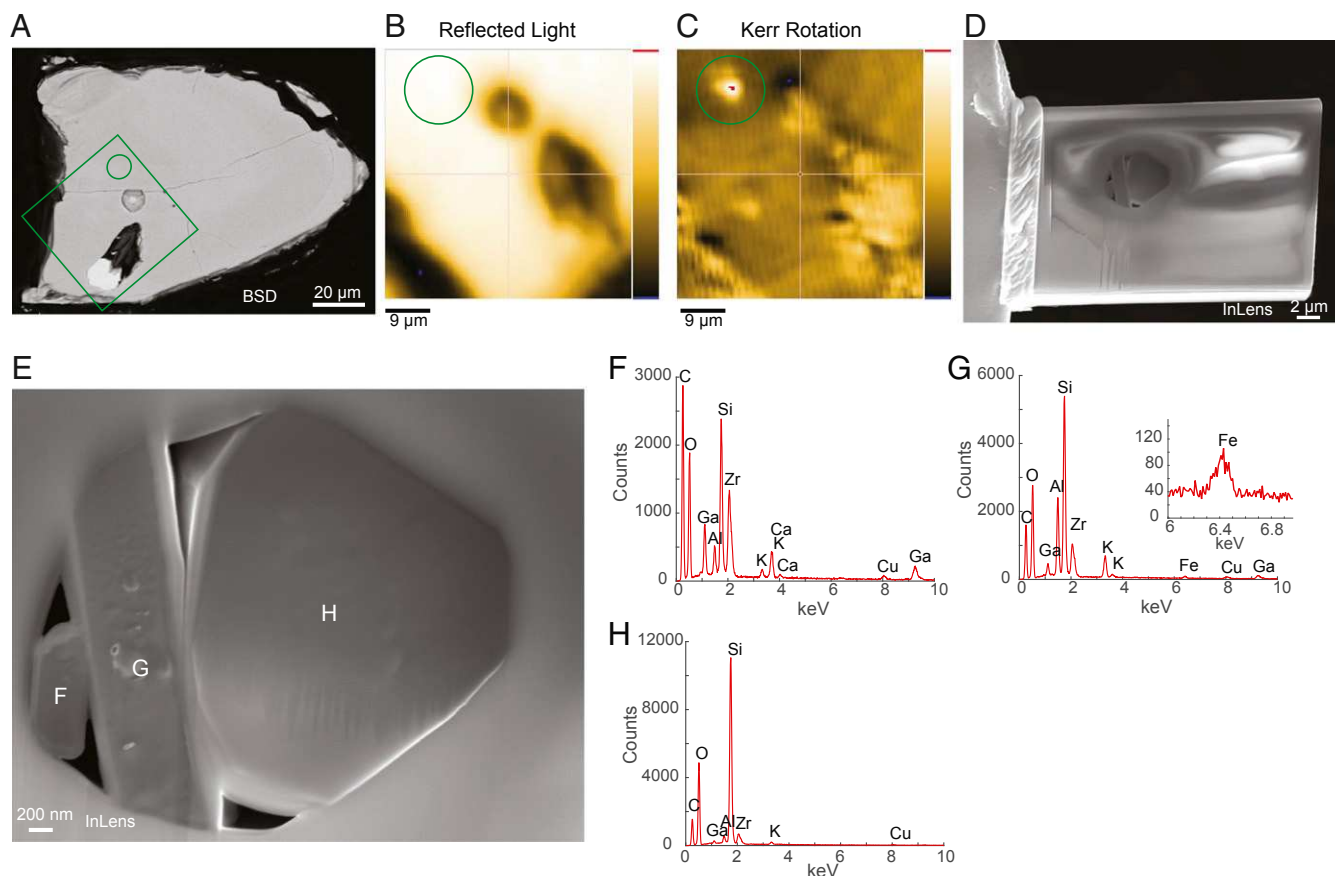 A
BSD
20 µm
B
Reflected Light
9 µm
C
Kerr Rotation
9 µm
D
InLens
2 µm
E
F
G
H
200 nm
InLens
F
3000
2000
1000
0
Counts
C
O
Ga
Al
Si
Zr
K
Ca
K
Ca
Cu
Ga
0 2 4 6 8 10
keV
G
6000
4000
2000
0
Counts
C
O
Ga
Al
Si
Zr
K
K
Fe
Cu
Ga
0 2 4 6 8 10
keV
120
80
40
0
Fe
6 6.4 6.8
keV
H
12000
8000
4000
0
Counts
C
O
Ga
Al
Si
Zr
K
Cu
0 2 4 6 8 10
keV